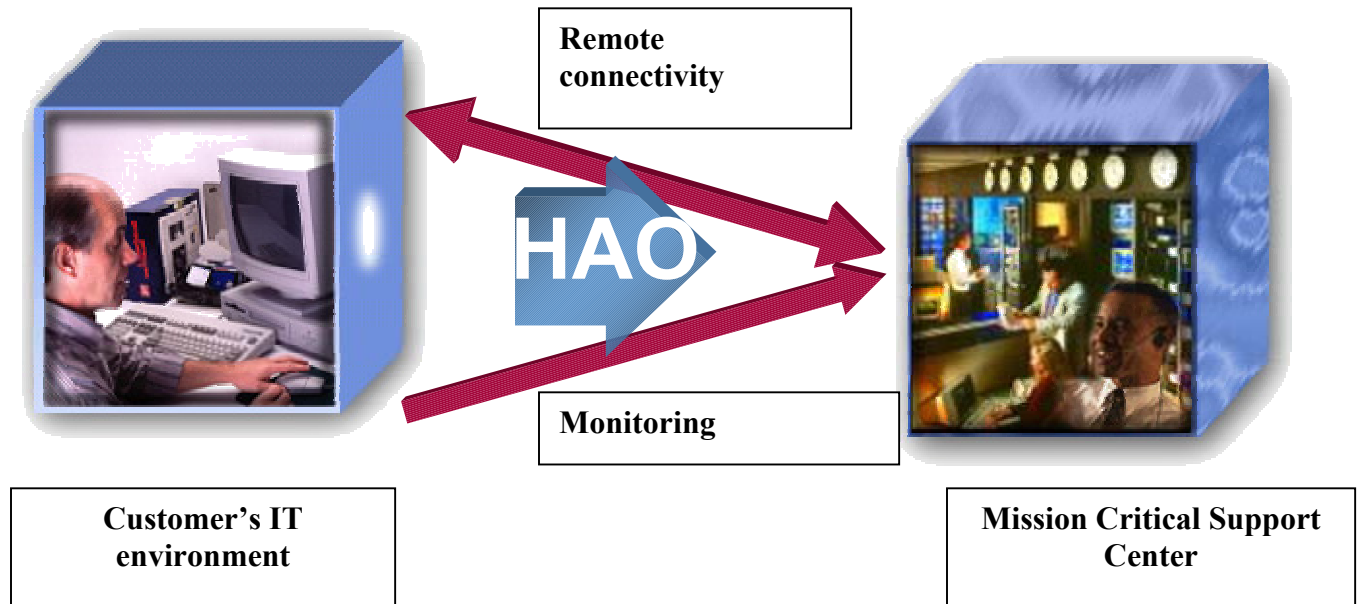 Remote
connectivity
HAO
Monitoring
Customer’s IT
environment
Mission Critical Support
Center